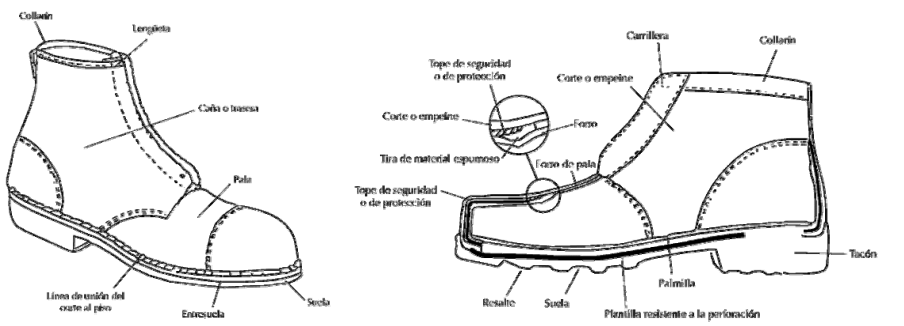 Collarín
Lengüeta
Caña o trasesa
Pala
Línea de unión del
corte al piso
Entresuela
Suela
Carrillera
Collarín
Tope de seguridad
o de protección
Corte o empeine
Corte o empeine
Forro
Tira de material espumoso
Forro de pala
Tope de seguridad
o de protección
Tacón
Palmilla
Resalte
Suela
Plantilla resistente a la perforación